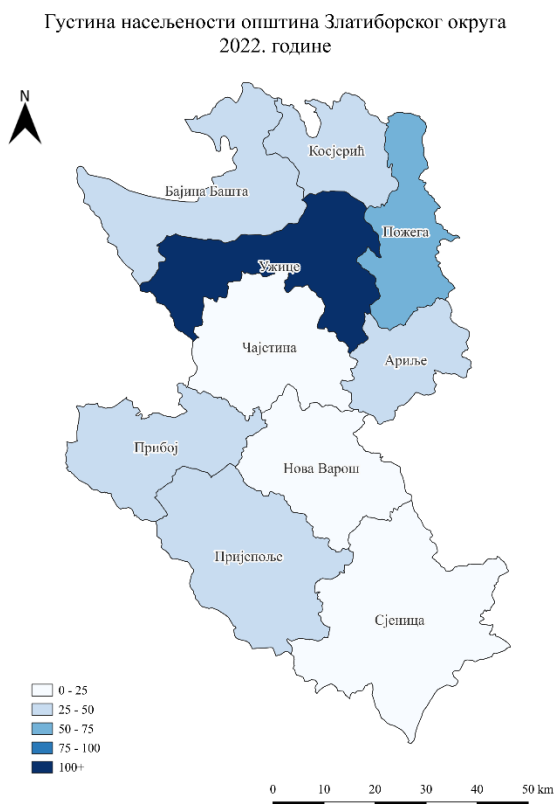 Густина насељености општина Златиборског округа
2022. године
N
Косјерић
Бајина Башта
Пожега
Ужице
Чајетина
Ариље
Прибој
Нова Варош
Пријепоље
Сјеница
0 - 25
25 - 50
50 - 75
75 - 100
100+
0 10 20 30 40 50 km